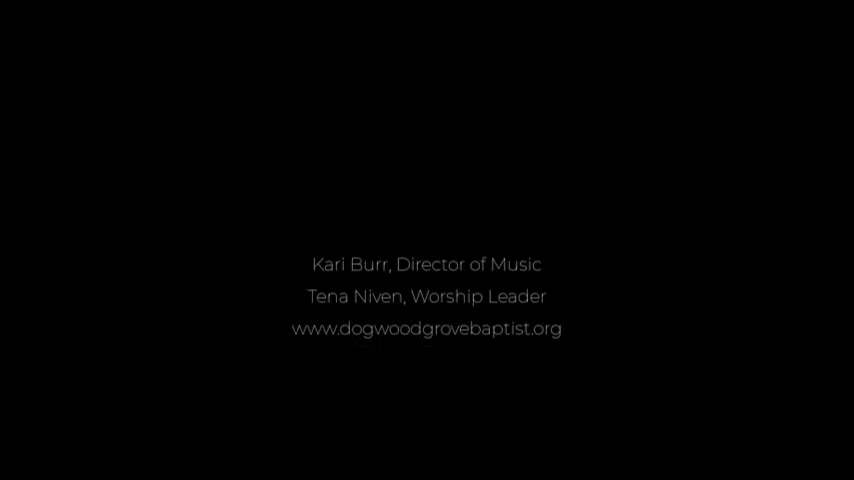 Kari Burr, Director of Music
Tena Niven, Worship Leader
www.dogwoodgrovebaptist.org